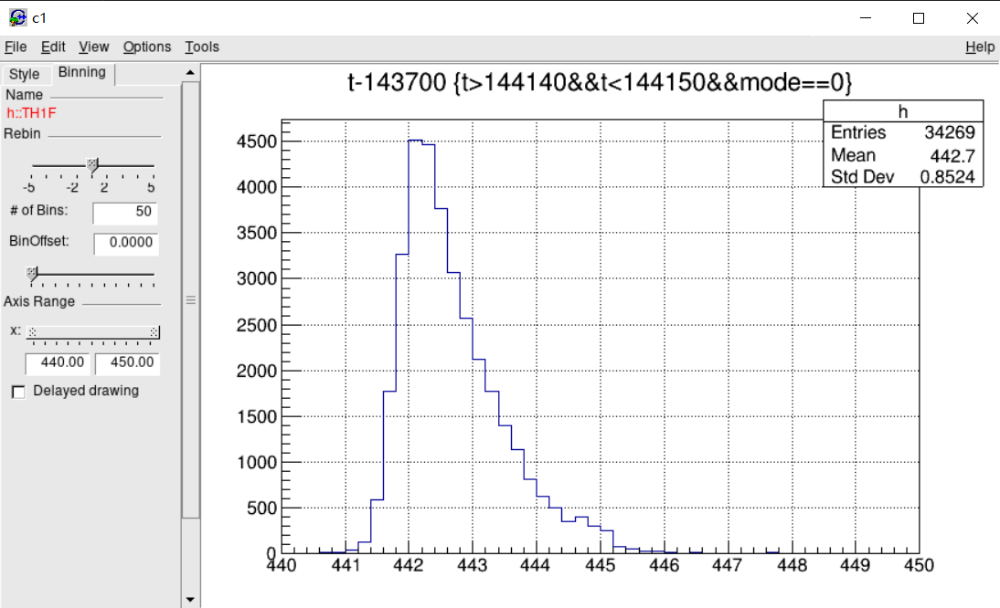 c1
File Edit View Options Tools Help
Style Binning
Name
h::TH1F
Rebin
-5 -2 2 5
# of Bins: 50
BinOffset: 0.0000
Axis Range
x:
440.00 450.00
Delayed drawing
t-143700 {t>144140&&t<144150&&mode==0}
h
Entries 34269
Mean 442.7
Std Dev 0.8524
4500
4000
3500
3000
2500
2000
1500
1000
500
0
440 441 442 443 444 445 446 447 448 449 450